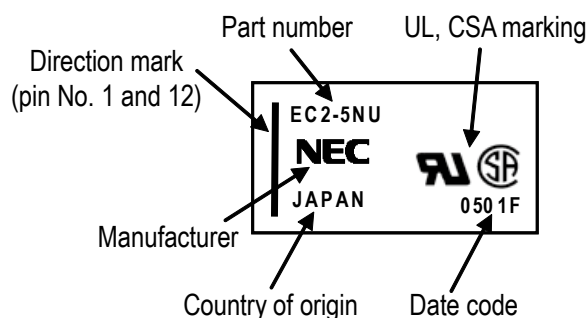 Part number
UL, CSA marking
Direction mark
(pin No. 1 and 12)
EC2-5NU
NEC
JAPAN
0501F
Manufacturer
Country of origin
Date code